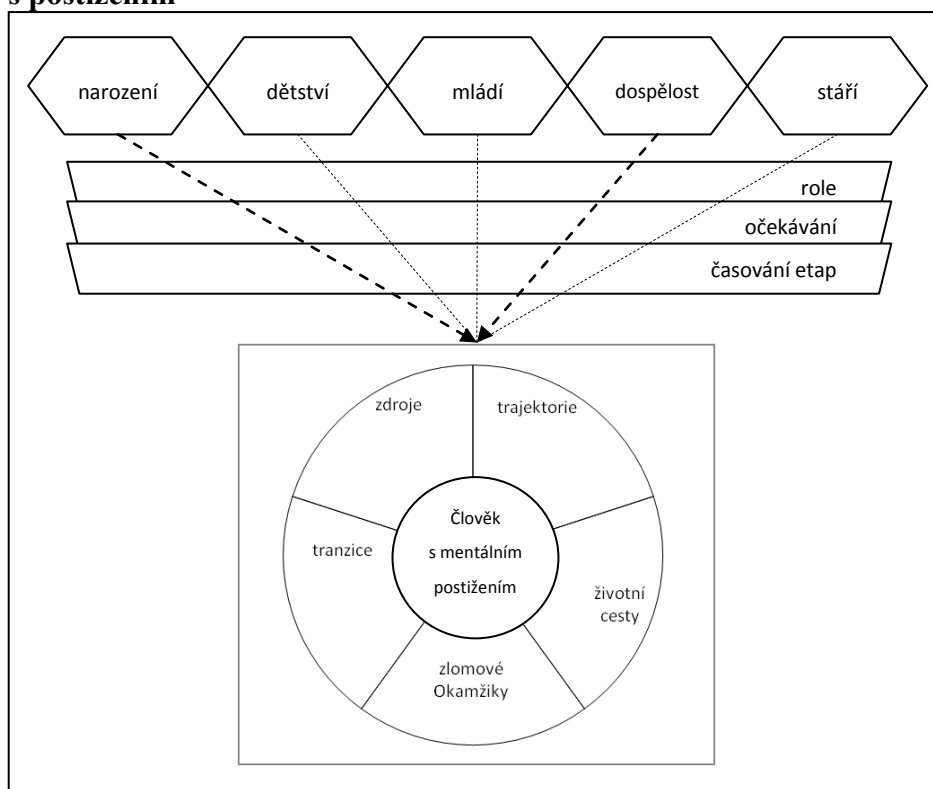 s postižením
narození
dětství
mládí
dospělost
stáří
role
očekávání
časování etap
zdroje
trajektorie
Člověk
s mentálním
postižením
tranzice
životní
cesty
zlomové
Okamžiky